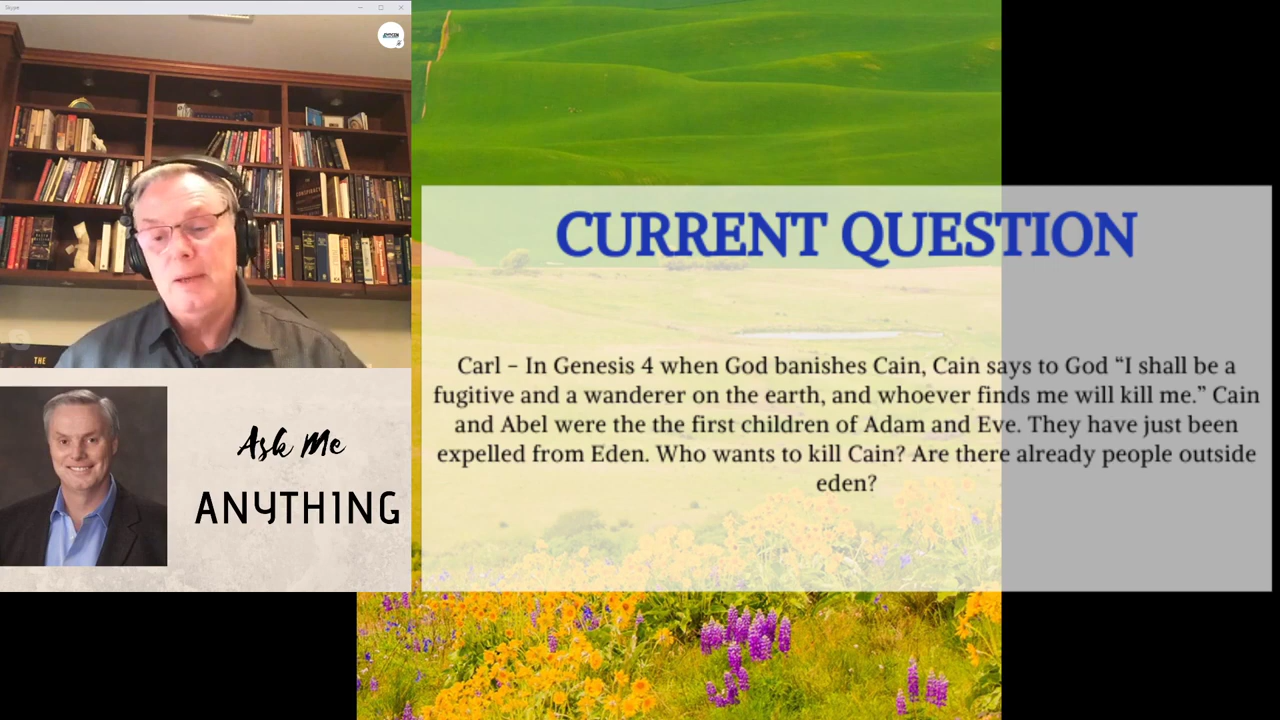 Skype
CURRENT QUESTION
Carl – In Genesis 4 when God banishes Cain, Cain says to God “I shall be a
fugitive and a wanderer on the earth, and whoever finds me will kill me.” Cain
and Abel were the the first children of Adam and Eve. They have just been
expelled from Eden. Who wants to kill Cain? Are there already people outside
eden?
CONSPIRACY
THE
Ask Me
ANYTHING